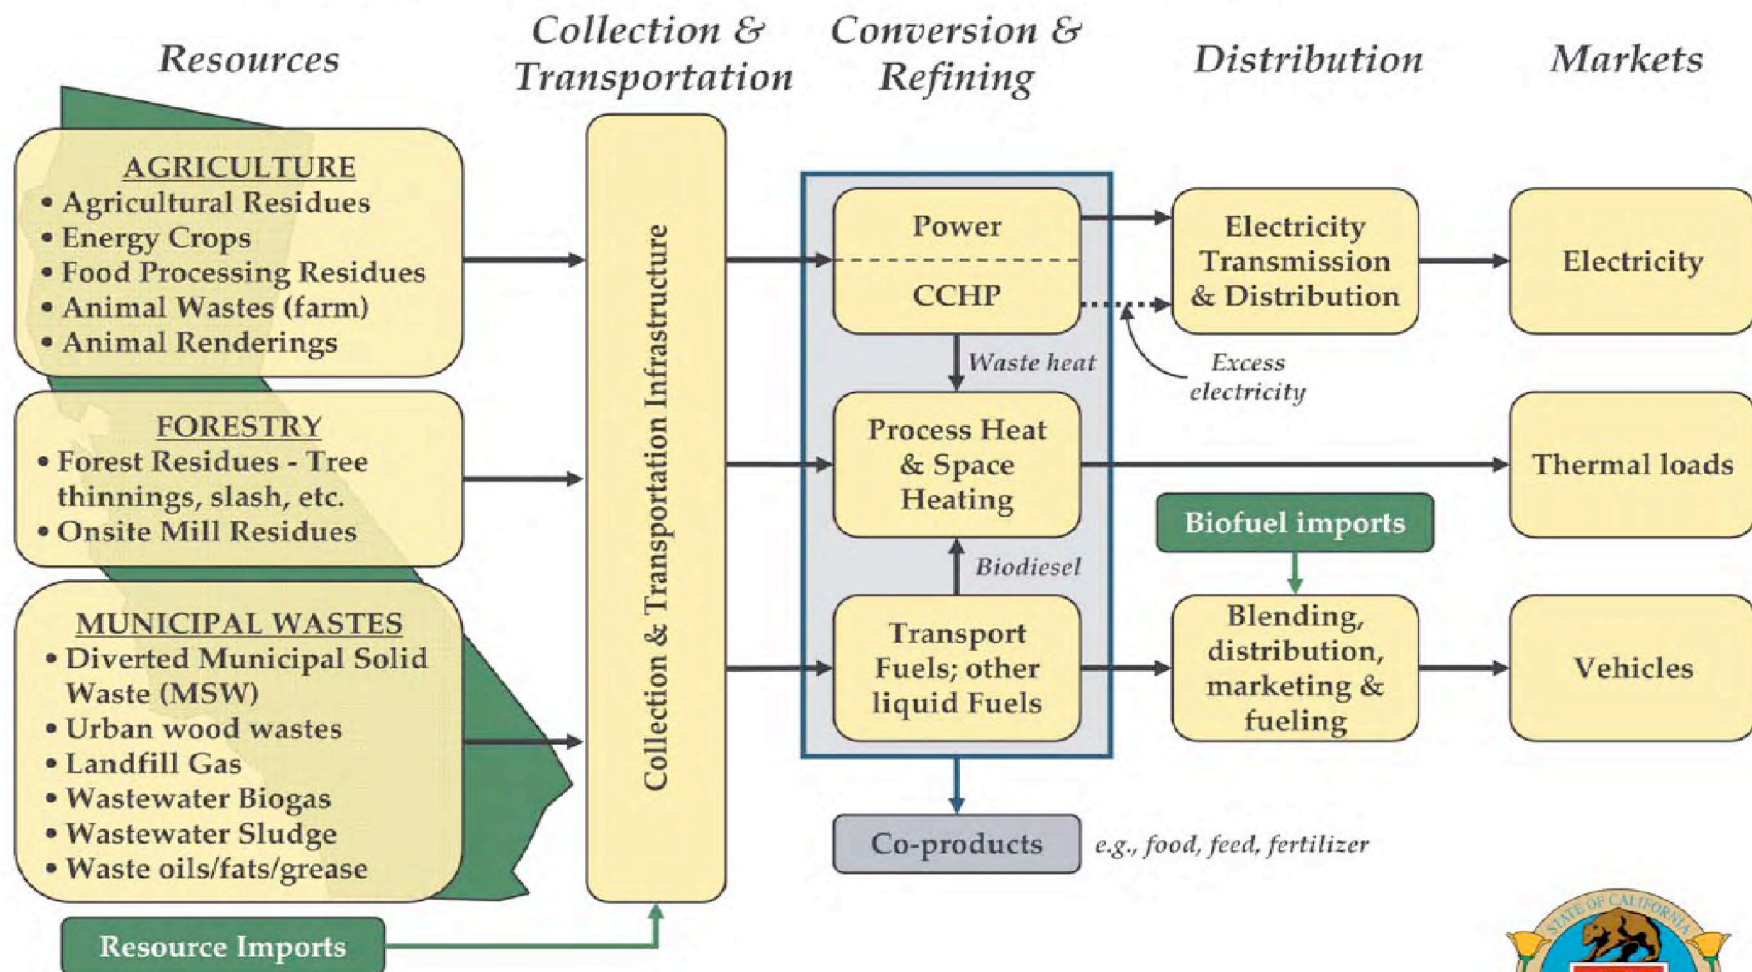 Resources
Collection &
Transportation
Conversion &
Refining
Distribution
Markets
AGRICULTURE
• Agricultural Residues
• Energy Crops
• Food Processing Residues
• Animal Wastes (farm)
• Animal Renderings
FORESTRY
• Forest Residues - Tree
thinnings, slash, etc.
• Onsite Mill Residues
MUNICIPAL WASTES
• Diverted Municipal Solid
Waste (MSW)
• Urban wood wastes
• Landfill Gas
• Wastewater Biogas
• Wastewater Sludge
• Waste oils/fats/grease
Resource Imports
Collection & Transportation Infrastructure
Power
CCHP
Waste heat
Process Heat
& Space
Heating
Biodiesel
Transport
Fuels; other
liquid Fuels
Co-products
e.g., food, feed, fertilizer
Electricity
Transmission
& Distribution
Excess
electricity
Biofuel imports
Blending,
distribution,
marketing &
fueling
Electricity
Thermal loads
Vehicles
STATE OF CALIFORNIA